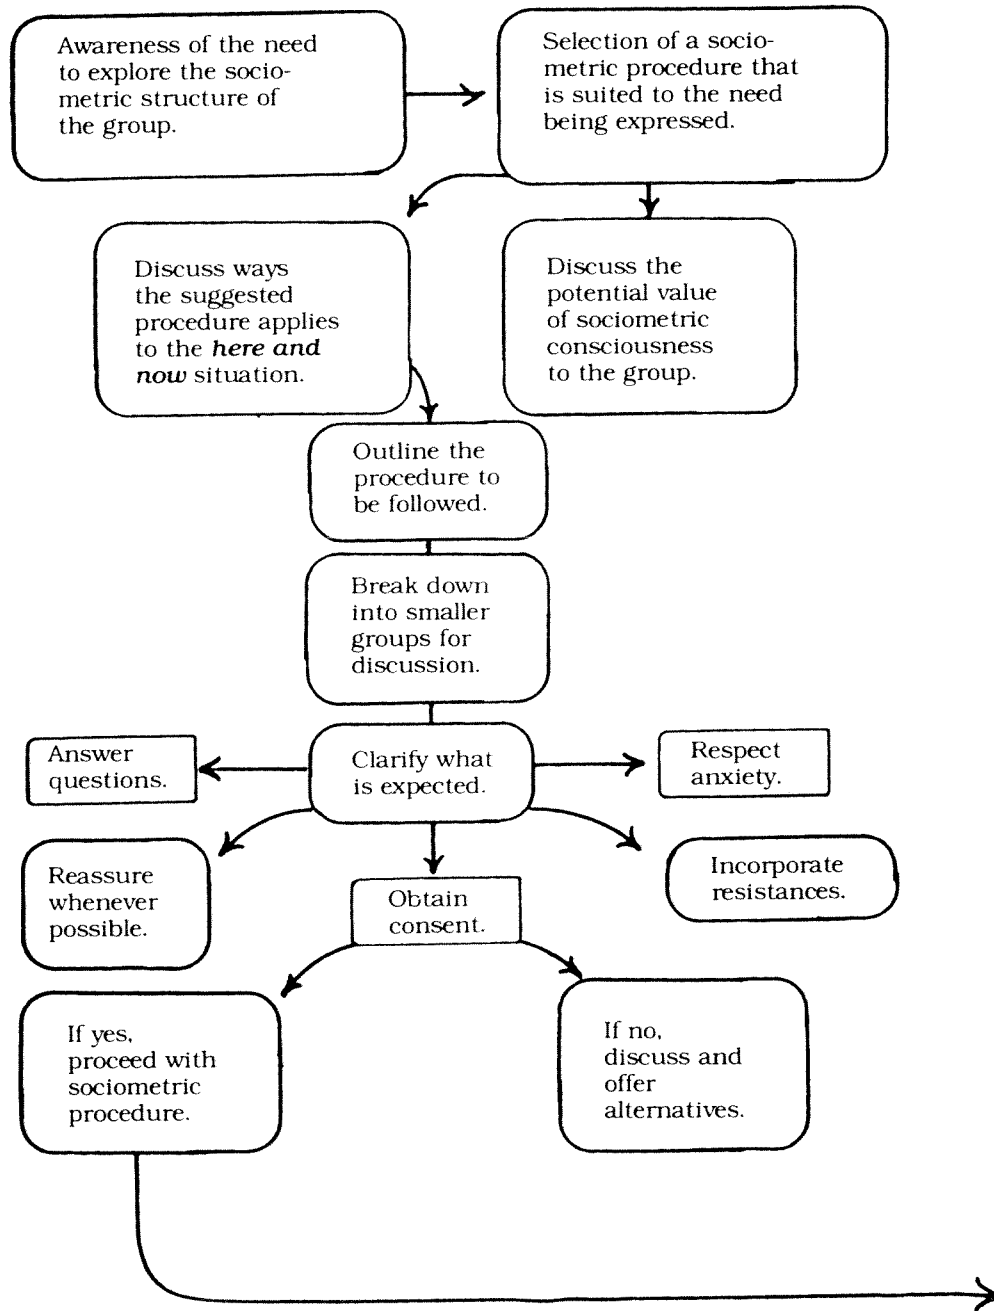 Awareness of the need
to explore the socio-
metric structure of
the group.
Selection of a socio-
metric procedure that
is suited to the need
being expressed.
Discuss ways
the suggested
procedure applies
to the here and
now situation.
Discuss the
potential value
of sociometric
consciousness
to the group.
Outline the
procedure to
be followed.
Break down
into smaller
groups for
discussion.
Clarify what
is expected.
Answer
questions.
Respect
anxiety.
Reassure
whenever
possible.
Obtain
consent.
Incorporate
resistances.
If yes,
proceed with
sociometric
procedure.
If no,
discuss and
offer
alternatives.